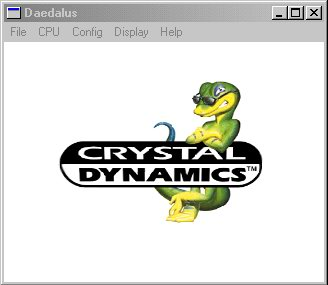 Daedalus
File CPU Config Display Help
CRYSTAL
DYNAMICS™